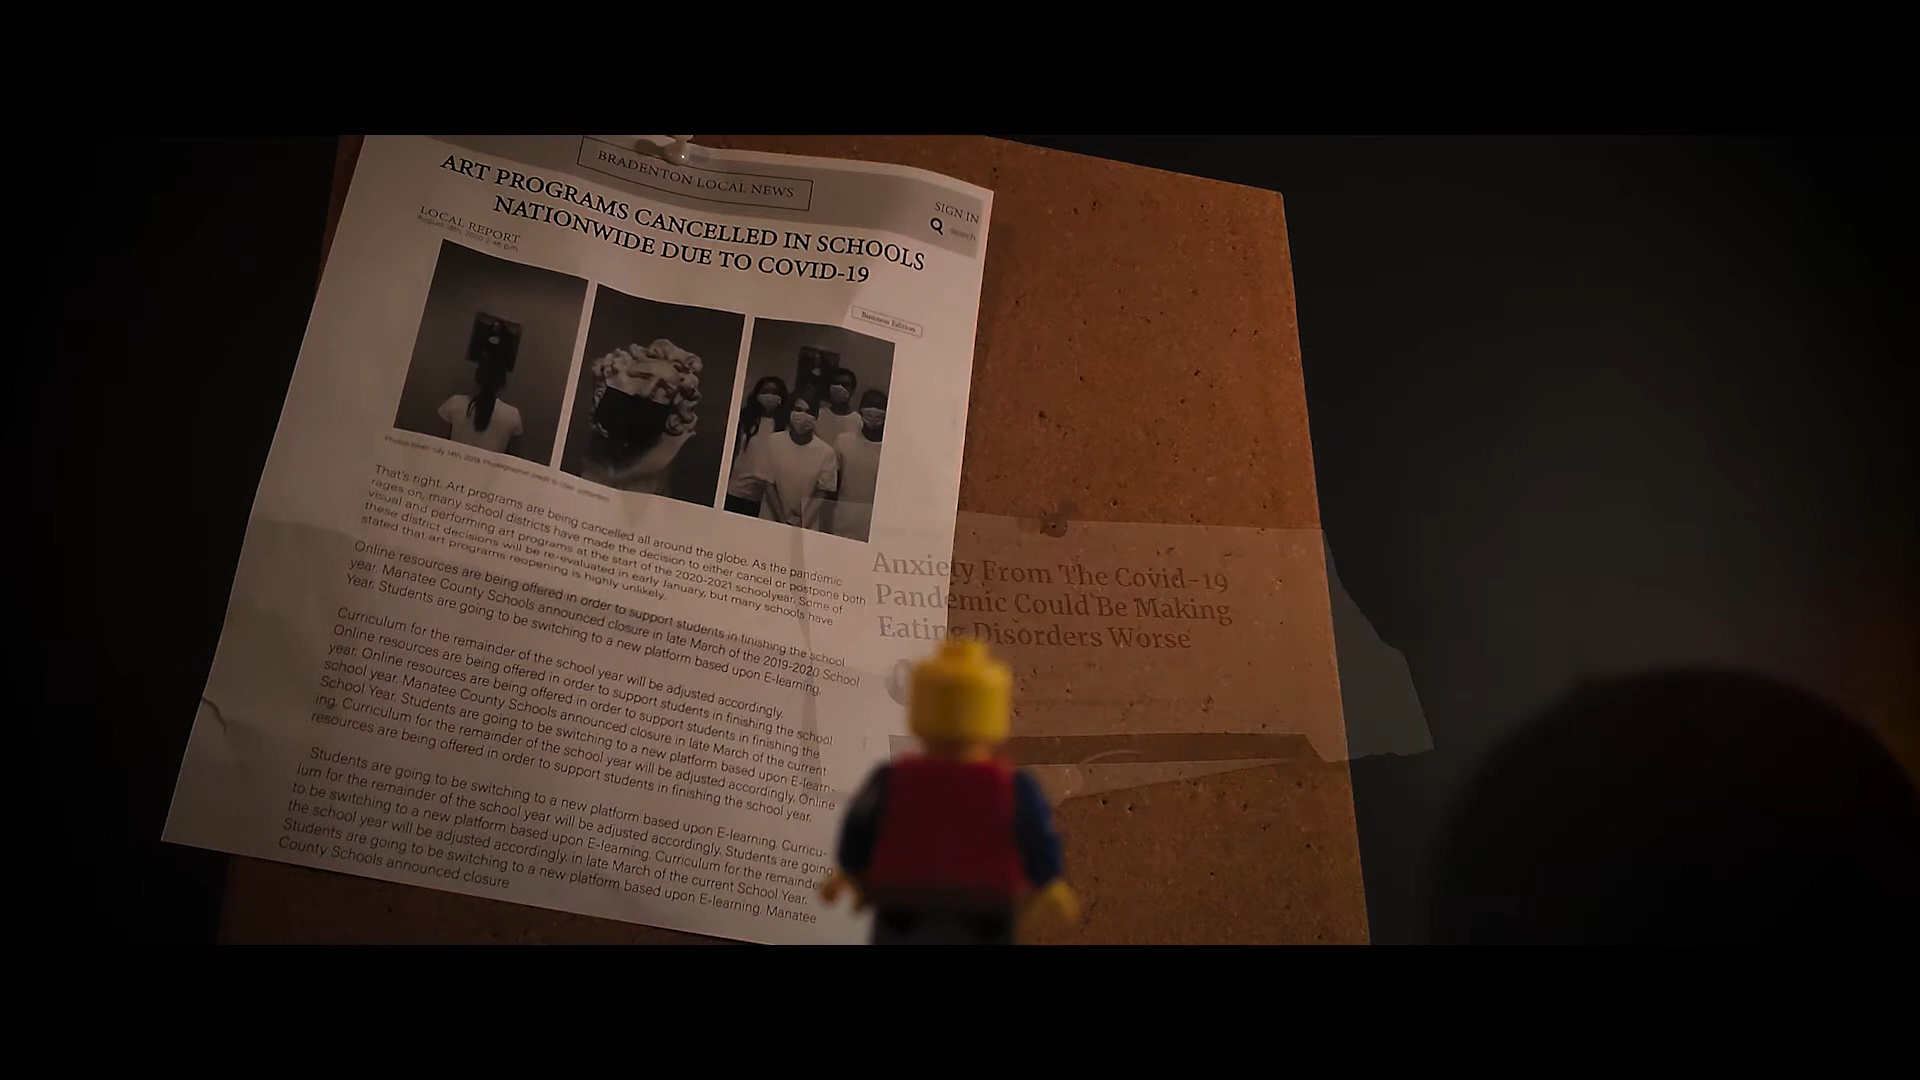 BRADENTON LOCAL NEWS
SIGN IN
search
ART PROGRAMS CANCELLED IN SCHOOLS
NATIONWIDE DUE TO COVID-19
LOCAL REPORT
Business Edition
That's right. Art programs are being cancelled all around the globe. As the pandemic
rages on, many school districts have made the decision to either cancel or postpone both
visual and performing art programs at the start of the 2020-2021 schoolyear. Some of
these district decisions will be re-evaluated in early January, but many schools have
stated that art programs reopening is highly unlikely.
Online resources are being offered in order to support students in finishing the school
year. Manatee County Schools announced closure in late March of the 2019-2020 School
Year. Students are going to be switching to a new platform based upon E-learning.
Curriculum for the remainder of the school year will be adjusted accordingly.
Online resources are being offered in order to support students in finishing the school
year. Online resources are being offered in order to support students in finishing the
school year. Manatee County Schools announced closure in late March of the current
School Year. Students are going to be switching to a new platform based upon E-learn-
ing. Curriculum for the remainder of the school year will be adjusted accordingly. Online
resources are being offered in order to support students in finishing the school year.
Students are going to be switching to a new platform based upon E-learning. Curricu-
lum for the remainder of the school year will be adjusted accordingly. Students are going
to be switching to a new platform based upon E-learning. Curriculum for the remainder
the school year will be adjusted accordingly. in late March of the current School Year.
Students are going to be switching to a new platform based upon E-learning. Manatee
County Schools announced closure
Anxiety From The Covid-19
Pandemic Could Be Making
Eating Disorders Worse